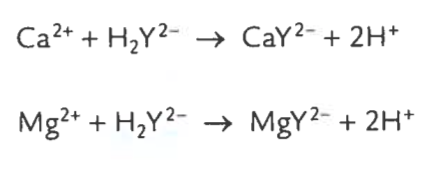 Ca²⁺ + H₂Y²⁻ → CaY²⁻ + 2H⁺
Mg²⁺ + H₂Y²⁻ → MgY²⁻ + 2H⁺